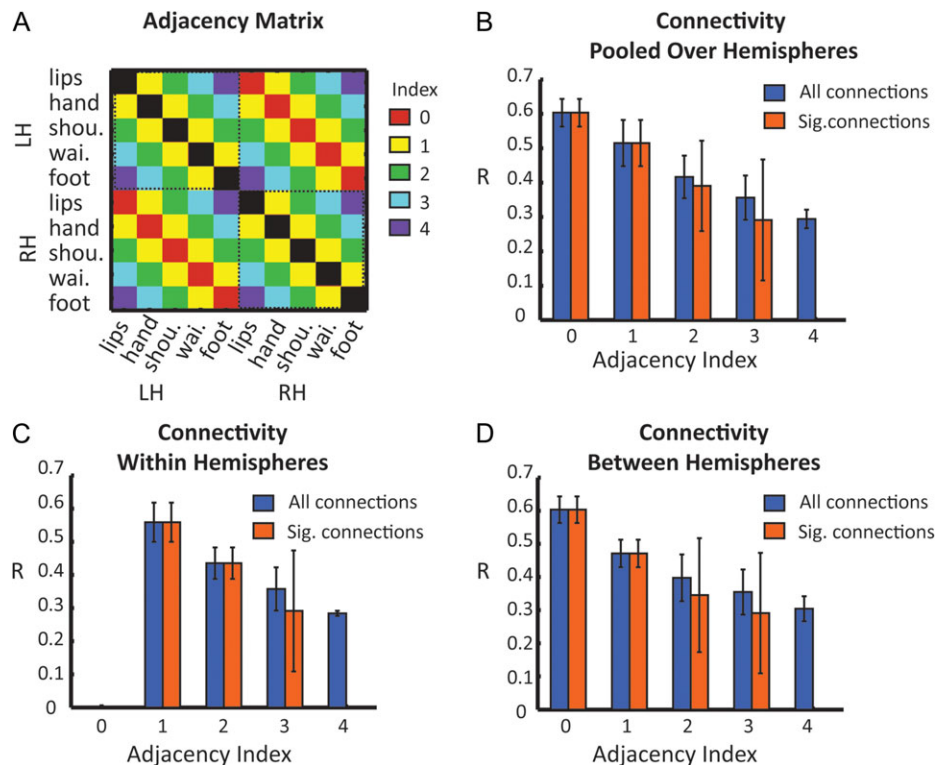 A
Adjacency Matrix
lips
hand
shou.
wai.
foot
lips
hand
shou.
wai.
foot
LH
RH
lips
hand
shou.
wai.
foot
lips
hand
shou.
wai.
foot
LH
RH
Index
0
1
2
3
4
B
Connectivity
Pooled Over Hemispheres
0.7
0.6
0.5
0.4
0.3
0.2
0.1
0
R
All connections
Sig.connections
0 1 2 3 4
Adjacency Index
C
Connectivity
Within Hemispheres
0.7
0.6
0.5
0.4
0.3
0.2
0.1
0
R
All connections
Sig. connections
0 1 2 3 4
Adjacency Index
D
Connectivity
Between Hemispheres
0.7
0.6
0.5
0.4
0.3
0.2
0.1
0
R
All connections
Sig. connections
0 1 2 3 4
Adjacency Index